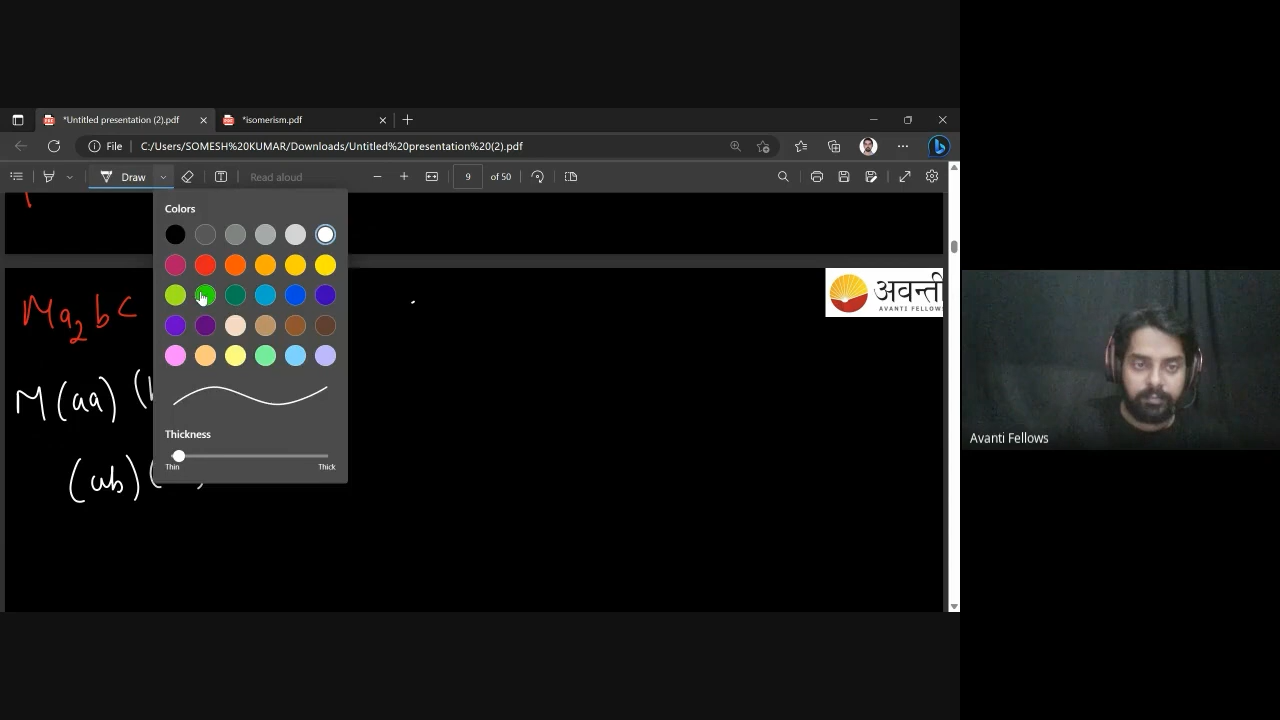 *Untitled presentation (2).pdf
*isomerism.pdf
File
C:/Users/SOMESH%20KUMAR/Downloads/Untitled%20presentation%20(2).pdf
Draw
Read aloud
9
of 50
Colors
Thickness
Thin
Thick
Ma2bc
M(aa)
(ab)
अवन्ती
AVANTI FELLOWS
Avanti Fellows